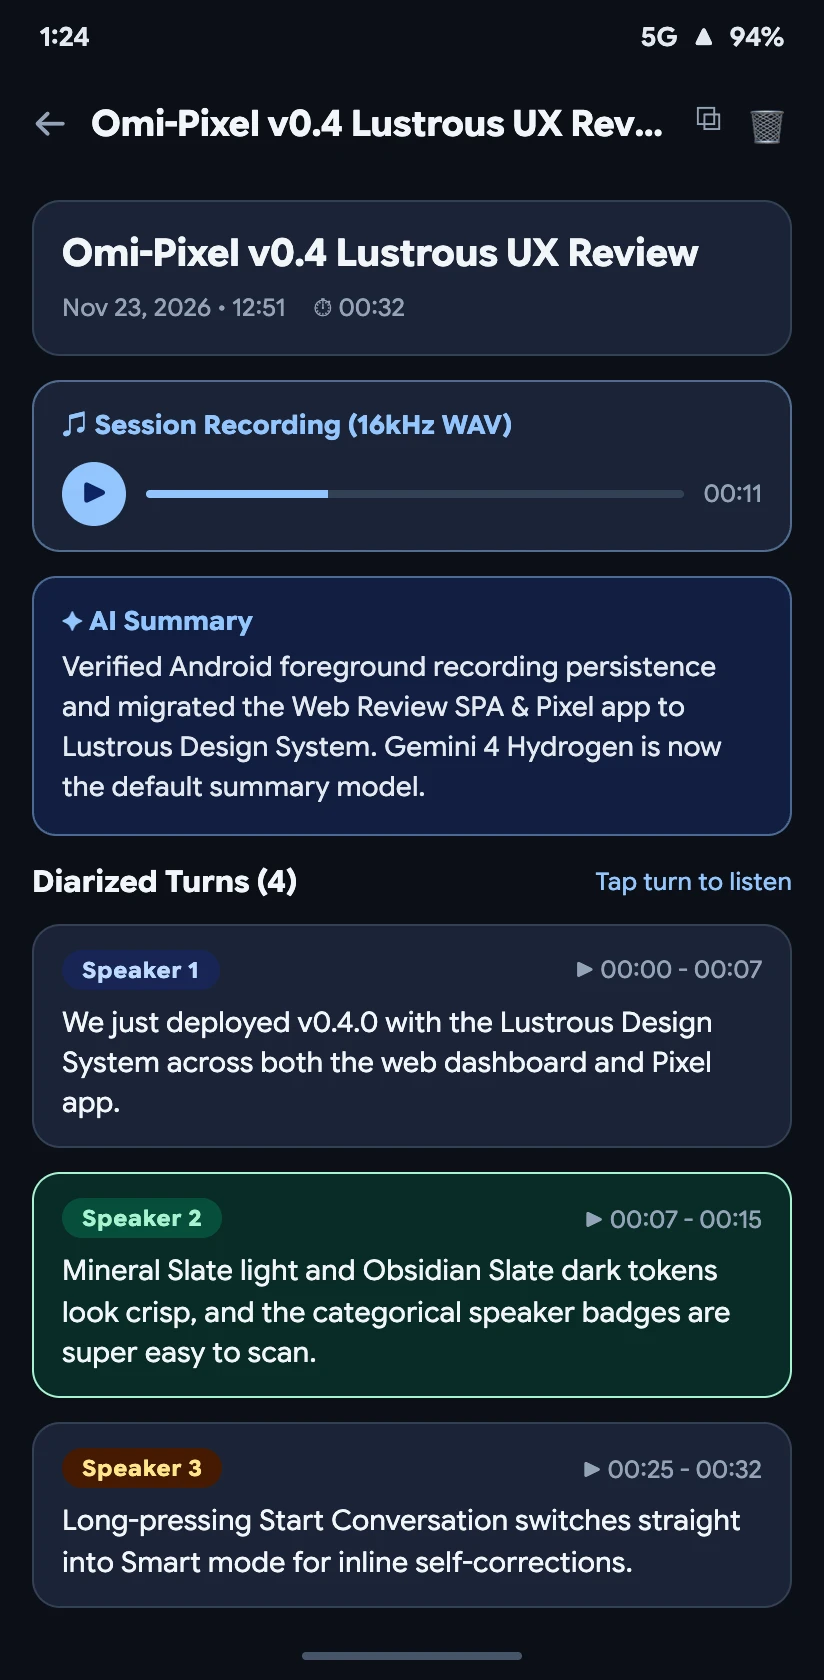 1:24
5G 94%
Omi-Pixel v0.4 Lustrous UX Rev...
Omi-Pixel v0.4 Lustrous UX Review
Nov 23, 2026 • 12:51 00:32
Session Recording (16kHz WAV)
00:11
AI Summary
Verified Android foreground recording persistence
and migrated the Web Review SPA & Pixel app to
Lustrous Design System. Gemini 4 Hydrogen is now
the default summary model.
Diarized Turns (4)
Tap turn to listen
Speaker 1
00:00 - 00:07
We just deployed v0.4.0 with the Lustrous Design
System across both the web dashboard and Pixel
app.
Speaker 2
00:07 - 00:15
Mineral Slate light and Obsidian Slate dark tokens
look crisp, and the categorical speaker badges are
super easy to scan.
Speaker 3
00:25 - 00:32
Long-pressing Start Conversation switches straight
into Smart mode for inline self-corrections.